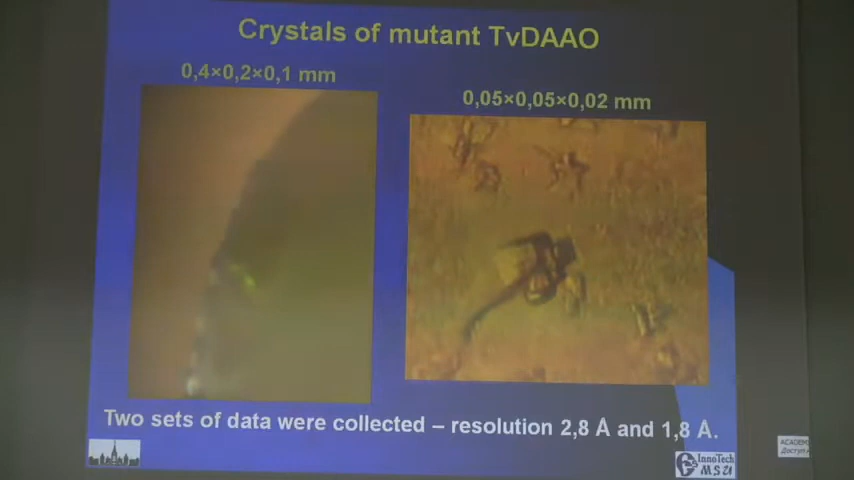 Crystals of mutant TvDAAO
0,4×0,2×0,1 mm
0,05×0,05×0,02 mm
Two sets of data were collected – resolution 2,8 Å and 1,8 Å.
InnoTech
MSU